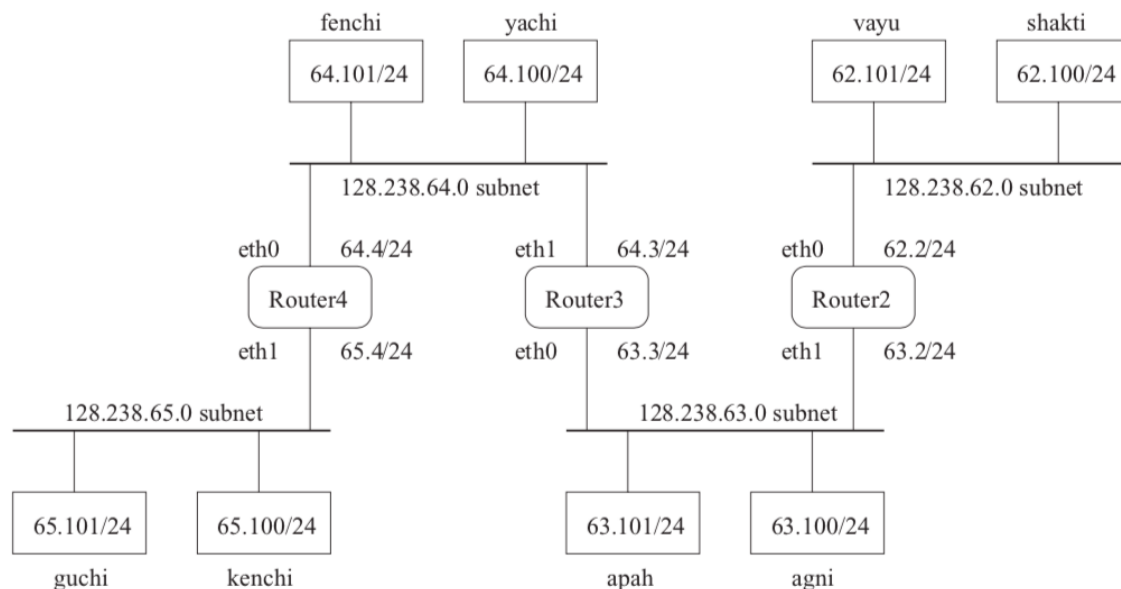 fenchi yachi vayu shakti
64.101/24 64.100/24 62.101/24 62.100/24
128.238.64.0 subnet 128.238.62.0 subnet
eth0 64.4/24 eth1 64.3/24 eth0 62.2/24
Router4 Router3 Router2
eth1 65.4/24 eth0 63.3/24 eth1 63.2/24
128.238.65.0 subnet 128.238.63.0 subnet
65.101/24 65.100/24 63.101/24 63.100/24
guchi kenchi apah agni